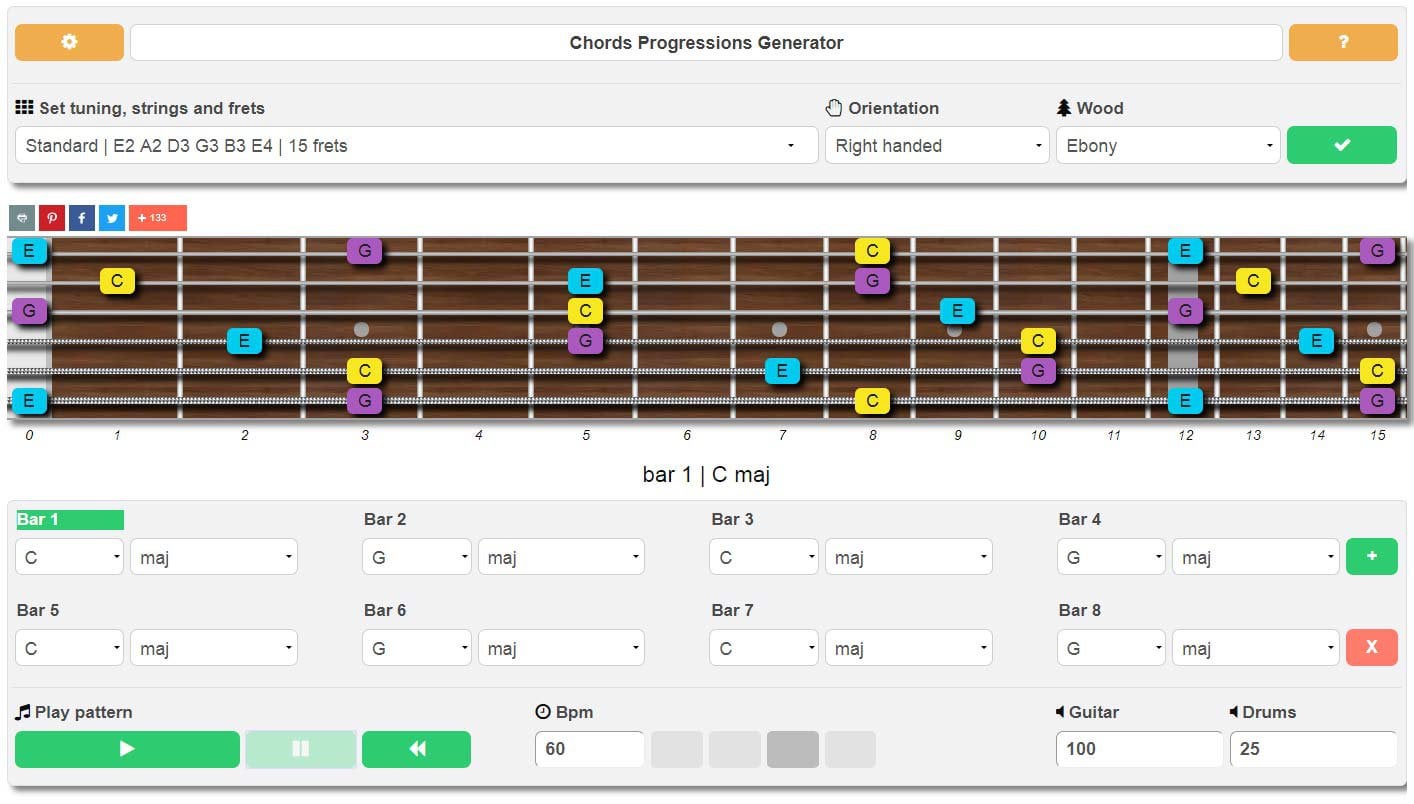 Chords Progressions Generator
?
Set tuning, strings and frets
Orientation
Wood
Standard | E2 A2 D3 G3 B3 E4 | 15 frets
Right handed
Ebony
+ 133
E G C E G
C E G C
G C E G
E G C E
C E G C
E G C E G
0 1 2 3 4 5 6 7 8 9 10 11 12 13 14 15
bar 1 | C maj
Bar 1 Bar 2 Bar 3 Bar 4
C maj G maj C maj G maj +
Bar 5 Bar 6 Bar 7 Bar 8
C maj G maj C maj G maj X
Play pattern Bpm Guitar Drums
60 100 25